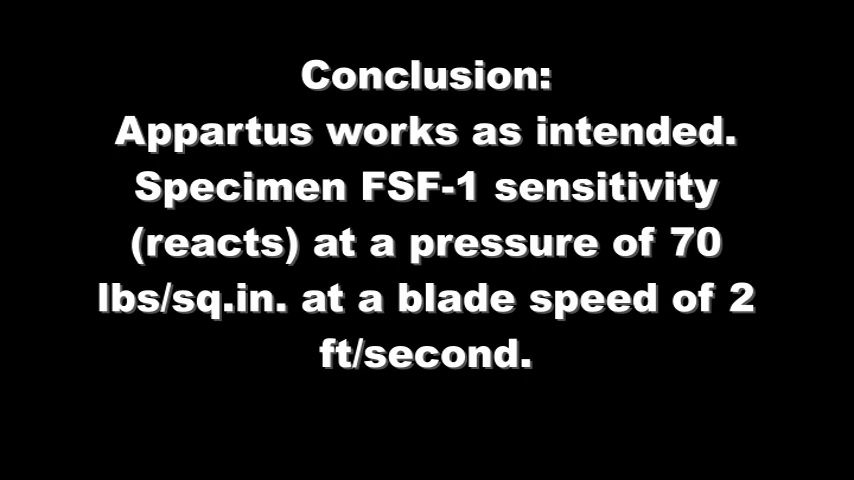 Conclusion:
Appartus works as intended.
Specimen FSF-1 sensitivity
(reacts) at a pressure of 70
lbs/sq.in. at a blade speed of 2
ft/second.